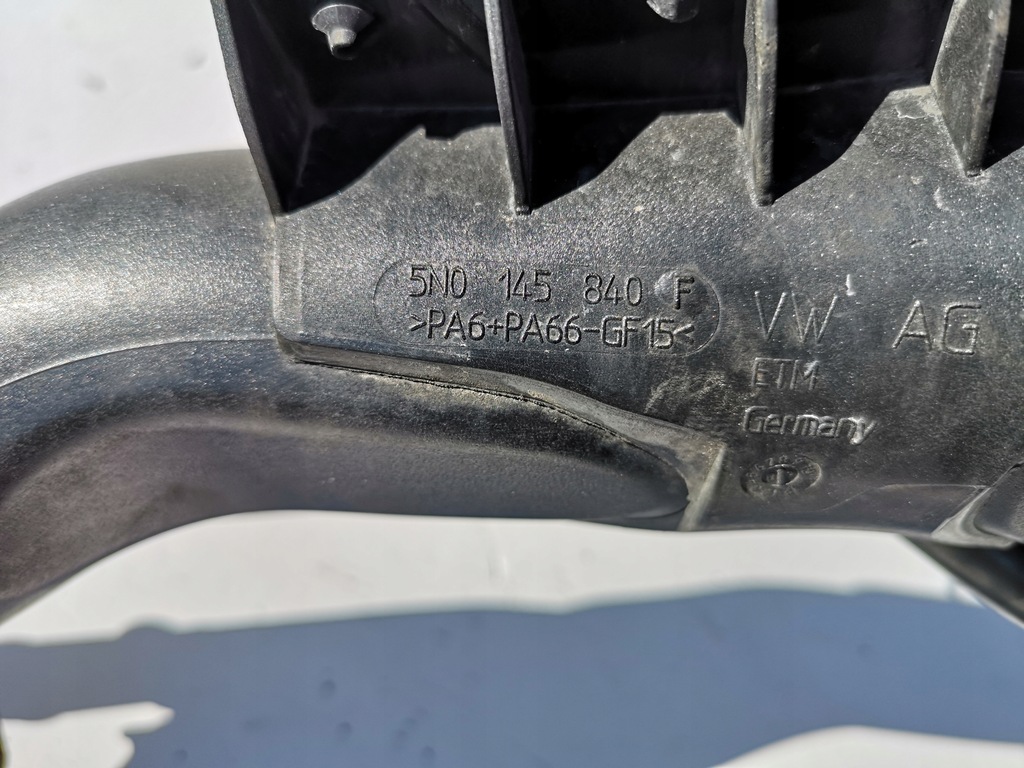 5N0 145 840 F
>PA6+PA66-GF15<
VW AG
ETM
Germany